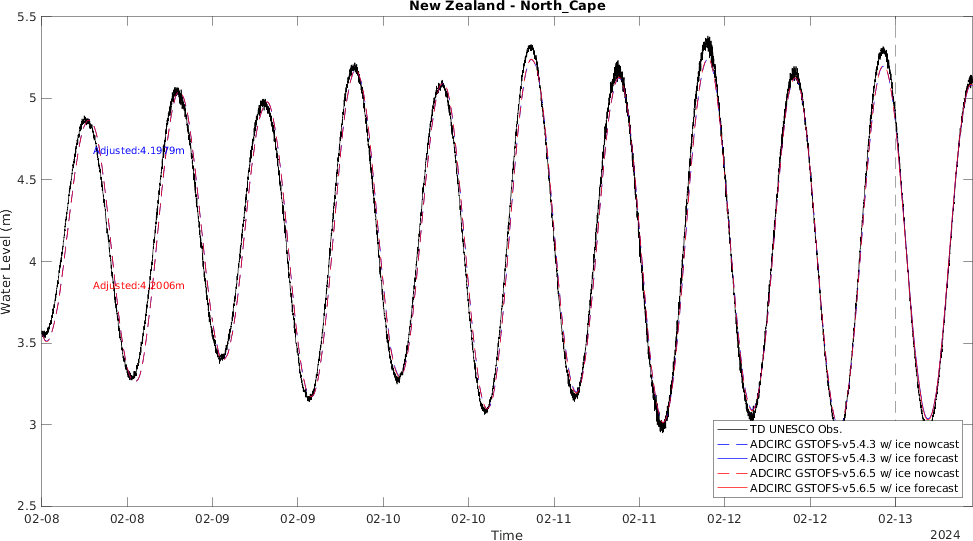 New Zealand - North_Cape
5.5
5
4.5
4
3.5
3
2.5
Water Level (m)
Adjusted:4.1979m
Adjusted:4.2006m
TD UNESCO Obs.
ADCIRC GSTOFS-v5.4.3 w/ ice nowcast
ADCIRC GSTOFS-v5.4.3 w/ ice forecast
ADCIRC GSTOFS-v5.6.5 w/ ice nowcast
ADCIRC GSTOFS-v5.6.5 w/ ice forecast
02-08 02-08 02-09 02-09 02-10 02-10 02-11 02-11 02-12 02-12 02-13
Time
2024